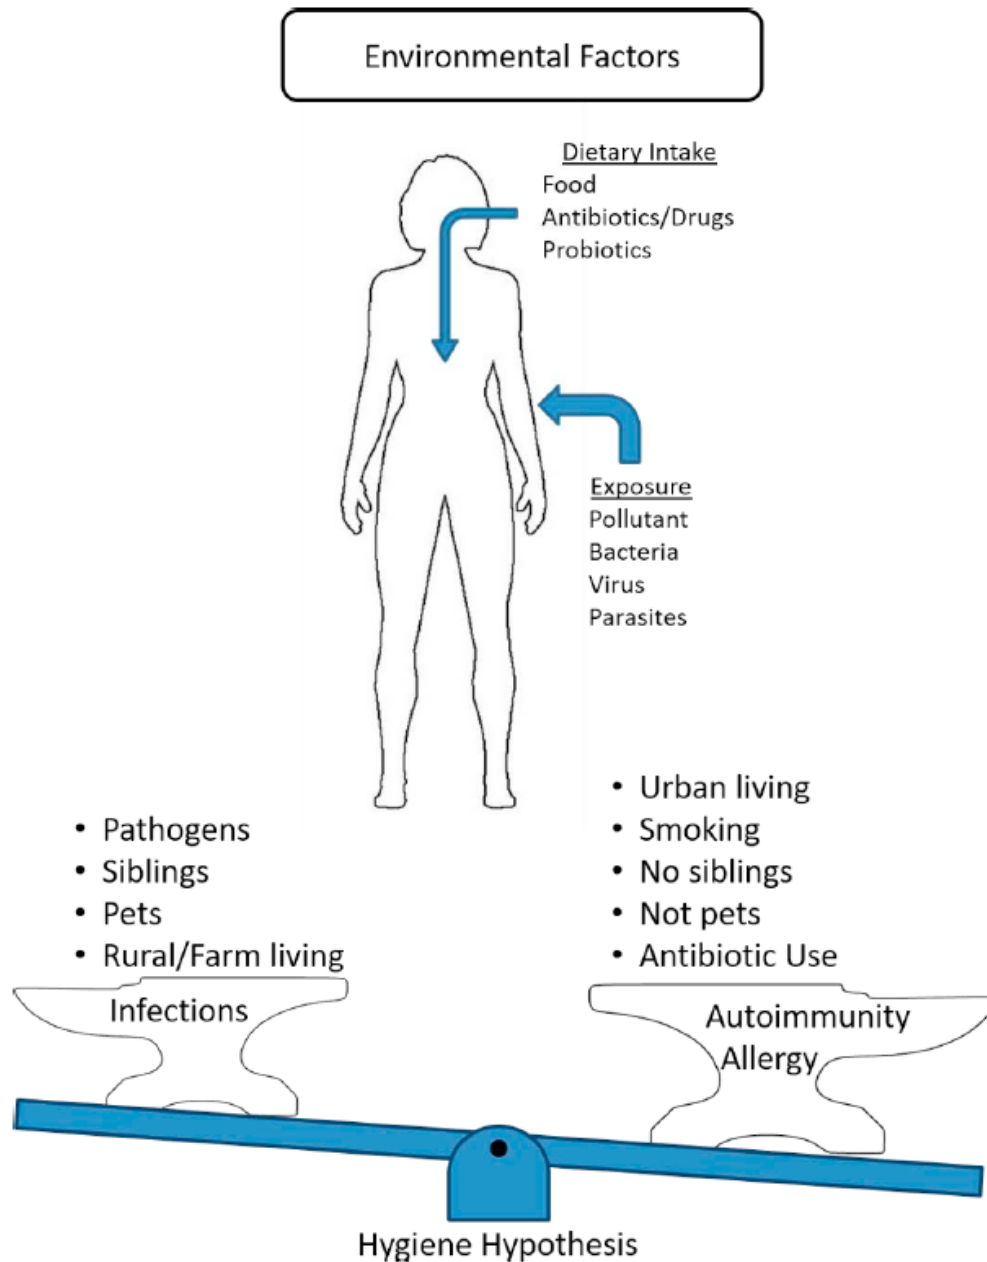 Environmental Factors
Dietary Intake
Food
Antibiotics/Drugs
Probiotics
Exposure
Pollutant
Bacteria
Virus
Parasites
• Pathogens
• Siblings
• Pets
• Rural/Farm living
Infections
• Urban living
• Smoking
• No siblings
• Not pets
• Antibiotic Use
Autoimmunity
Allergy
Hygiene Hypothesis